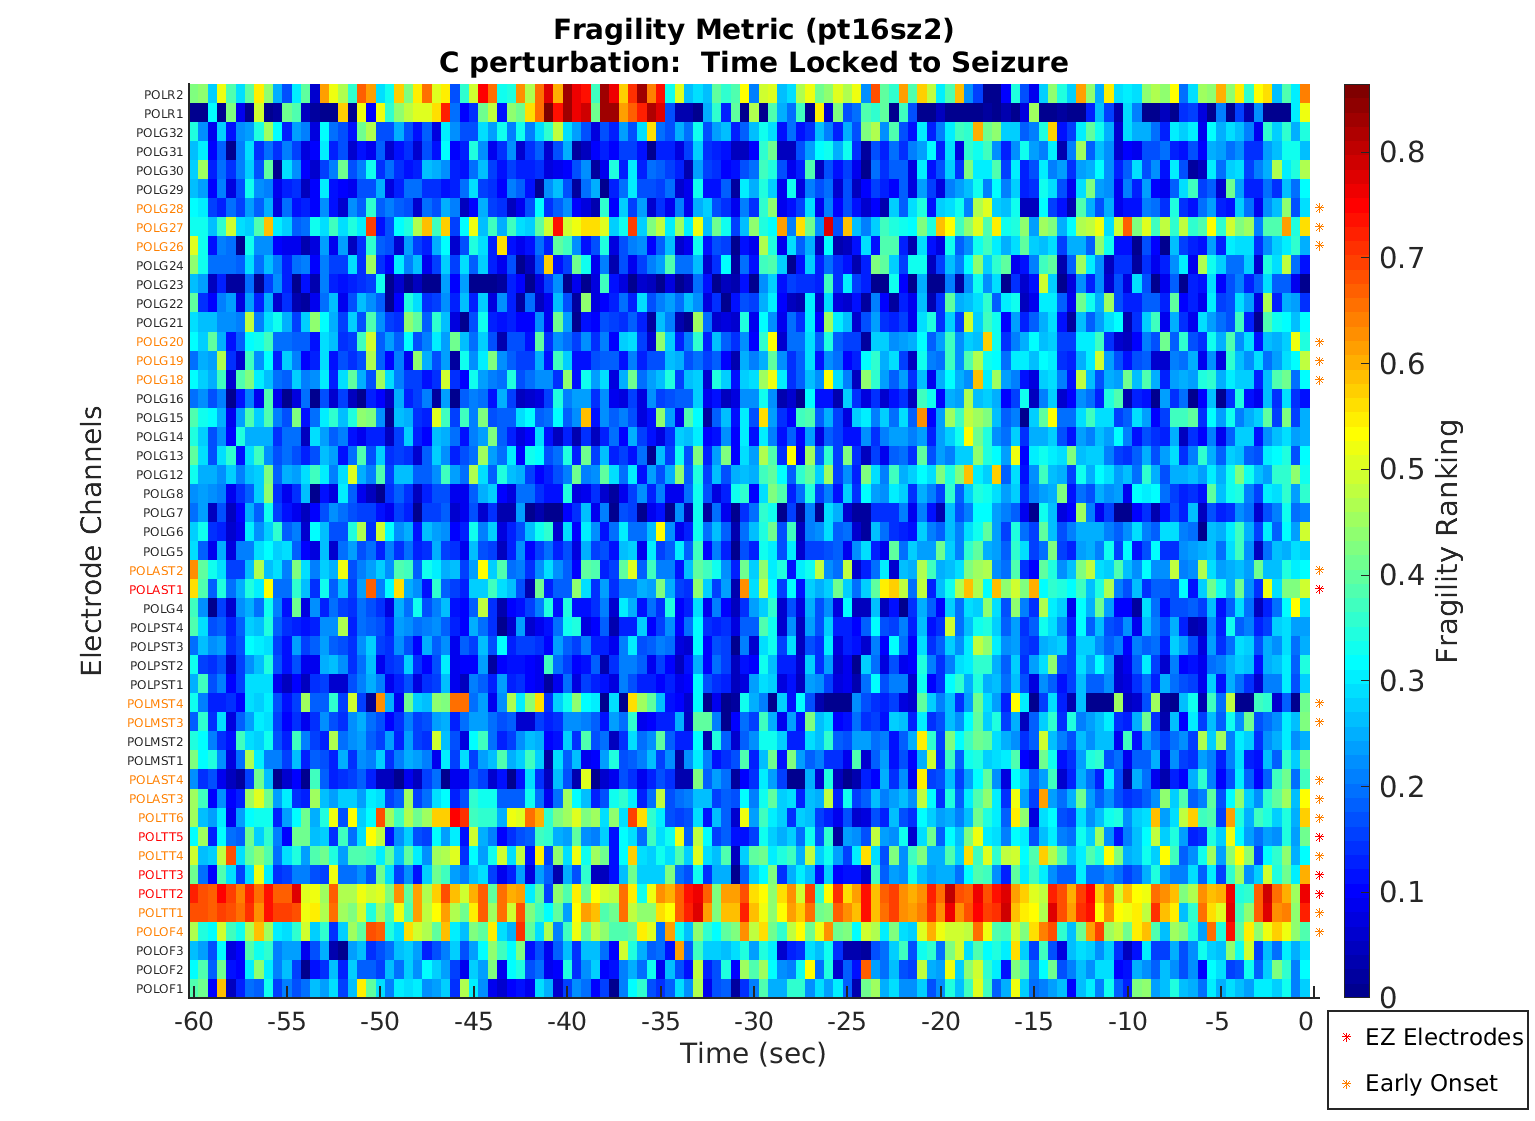 Fragility Metric (pt16sz2)
C perturbation:  Time Locked to Seizure
Electrode Channels
POLR2
POLR1
POLG32
POLG31
POLG30
POLG29
POLG28
POLG27
POLG26
POLG24
POLG23
POLG22
POLG21
POLG20
POLG19
POLG18
POLG16
POLG15
POLG14
POLG13
POLG12
POLG8
POLG7
POLG6
POLG5
POLAST2
POLAST1
POLG4
POLPST4
POLPST3
POLPST2
POLPST1
POLMST4
POLMST3
POLMST2
POLMST1
POLAST4
POLAST3
POLTT6
POLTT5
POLTT4
POLTT3
POLTT2
POLTT1
POLOF4
POLOF3
POLOF2
POLOF1
-60 -55 -50 -45 -40 -35 -30 -25 -20 -15 -10 -5 0
Time (sec)
0.8
0.7
0.6
0.5
0.4
0.3
0.2
0.1
0
Fragility Ranking
EZ Electrodes
Early Onset